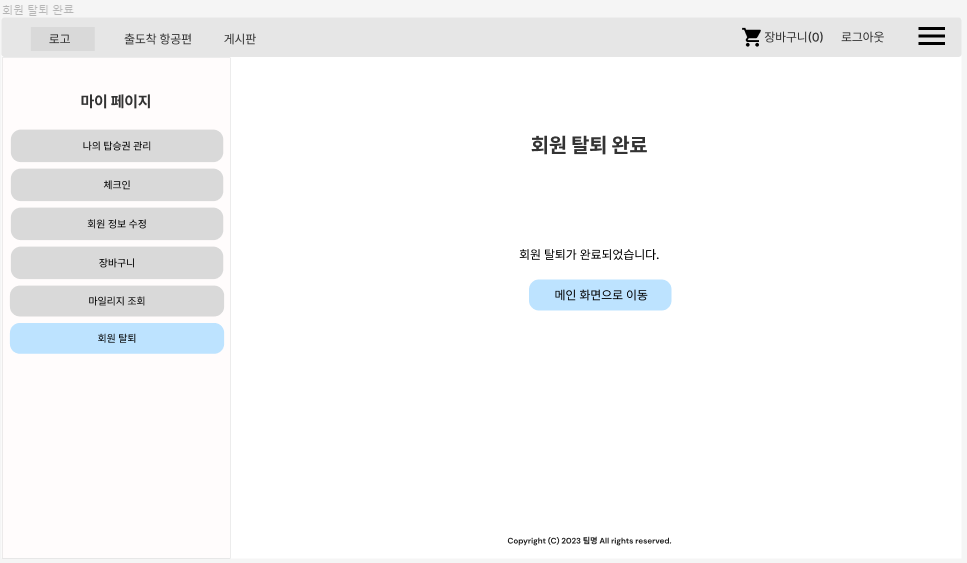 회원 탈퇴 완료
로고
출도착 항공편
게시판
장바구니(0)
로그아웃
마이 페이지
나의 탑승권 관리
체크인
회원 정보 수정
장바구니
마일리지 조회
회원 탈퇴
회원 탈퇴 완료
회원 탈퇴가 완료되었습니다.
메인 화면으로 이동
Copyright (C) 2023 팀명 All rights reserved.